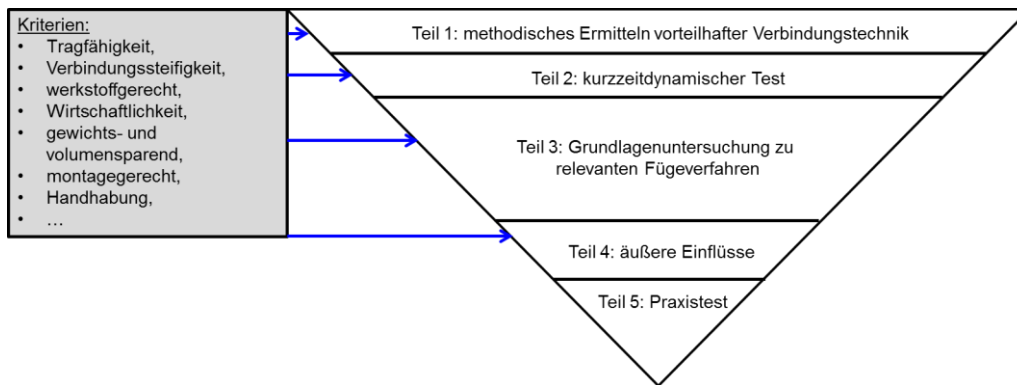 Kriterien:
• Tragfähigkeit,
• Verbindungssteifigkeit,
• werkstoffgerecht,
• Wirtschaftlichkeit,
• gewichts- und
volumensparend,
• montagegerecht,
• Handhabung,
• …
Teil 1: methodisches Ermitteln vorteilhafter Verbindungstechnik
Teil 2: kurzzeitdynamischer Test
Teil 3: Grundlagenuntersuchung zu
relevanten Fügeverfahren
Teil 4: äußere Einflüsse
Teil 5: Praxistest